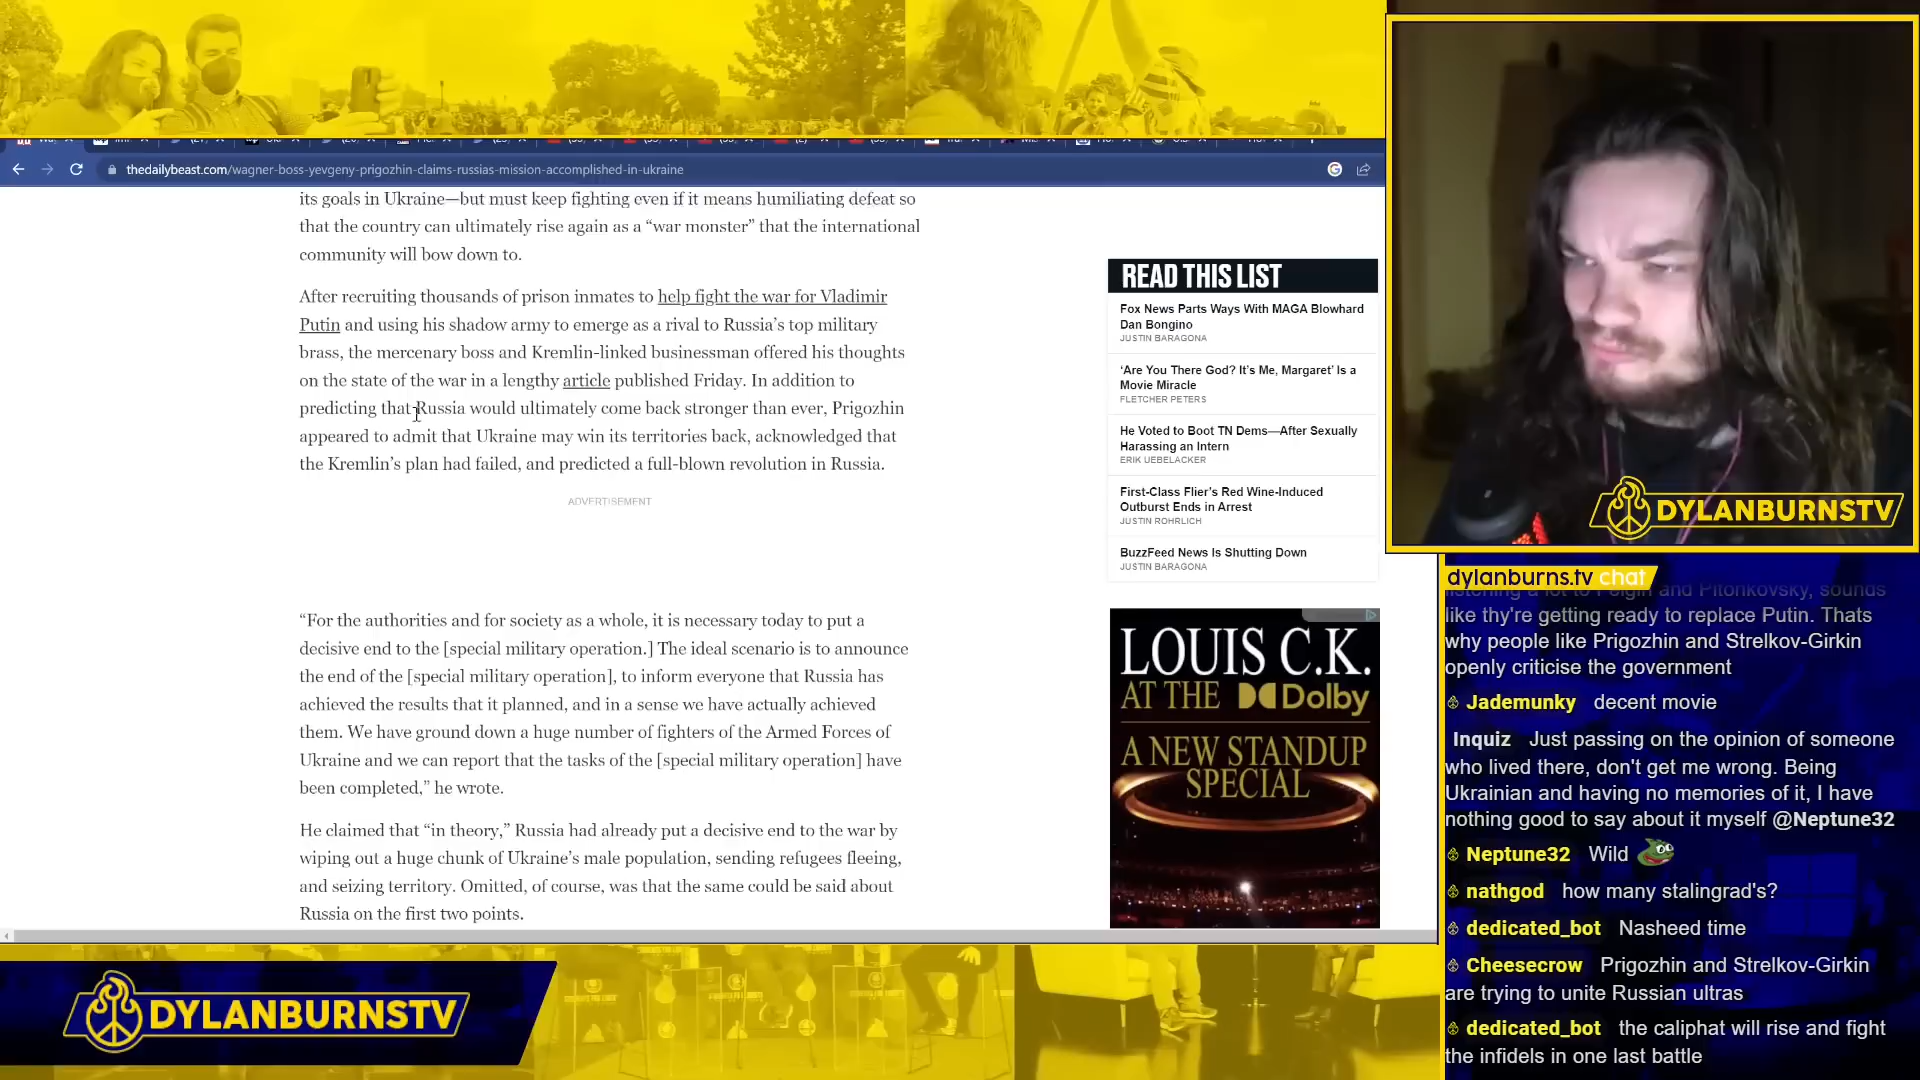 thedailybeast.com/wagner-boss-yevgeny-prigozhin-claims-russias-mission-accomplished-in-ukraine
its goals in Ukraine—but must keep fighting even if it means humiliating defeat so
that the country can ultimately rise again as a “war monster” that the international
community will bow down to.
After recruiting thousands of prison inmates to help fight the war for Vladimir
Putin and using his shadow army to emerge as a rival to Russia’s top military
brass, the mercenary boss and Kremlin-linked businessman offered his thoughts
on the state of the war in a lengthy article published Friday. In addition to
predicting that Russia would ultimately come back stronger than ever, Prigozhin
appeared to admit that Ukraine may win its territories back, acknowledged that
the Kremlin’s plan had failed, and predicted a full-blown revolution in Russia.
ADVERTISEMENT
“For the authorities and for society as a whole, it is necessary today to put a
decisive end to the [special military operation.] The ideal scenario is to announce
the end of the [special military operation], to inform everyone that Russia has
achieved the results that it planned, and in a sense we have actually achieved
them. We have ground down a huge number of fighters of the Armed Forces of
Ukraine and we can report that the tasks of the [special military operation] have
been completed,” he wrote.
He claimed that “in theory,” Russia had already put a decisive end to the war by
wiping out a huge chunk of Ukraine’s male population, sending refugees fleeing,
and seizing territory. Omitted, of course, was that the same could be said about
Russia on the first two points.
READ THIS LIST
Fox News Parts Ways With MAGA Blowhard
Dan Bongino
JUSTIN BARAGONA
‘Are You There God? It’s Me, Margaret’ Is a
Movie Miracle
FLETCHER PETERS
He Voted to Boot TN Dems—After Sexually
Harassing an Intern
ERIK UEBELACKER
First-Class Flier’s Red Wine-Induced
Outburst Ends in Arrest
JUSTIN ROHRLICH
BuzzFeed News Is Shutting Down
JUSTIN BARAGONA
LOUIS C.K.
AT THE Dolby
A NEW STANDUP
SPECIAL
DYLANBURNSTV
dylanburns.tv chat
and Pitonkovsky, sounds
like thy're getting ready to replace Putin. Thats
why people like Prigozhin and Strelkov-Girkin
openly criticise the government
Jademunky decent movie
Inquiz Just passing on the opinion of someone
who lived there, don't get me wrong. Being
Ukrainian and having no memories of it, I have
nothing good to say about it myself @Neptune32
Neptune32 Wild
nathgod how many stalingrad's?
dedicated_bot Nasheed time
Cheesecrow Prigozhin and Strelkov-Girkin
are trying to unite Russian ultras
dedicated_bot the caliphat will rise and fight
the infidels in one last battle
DYLANBURNSTV